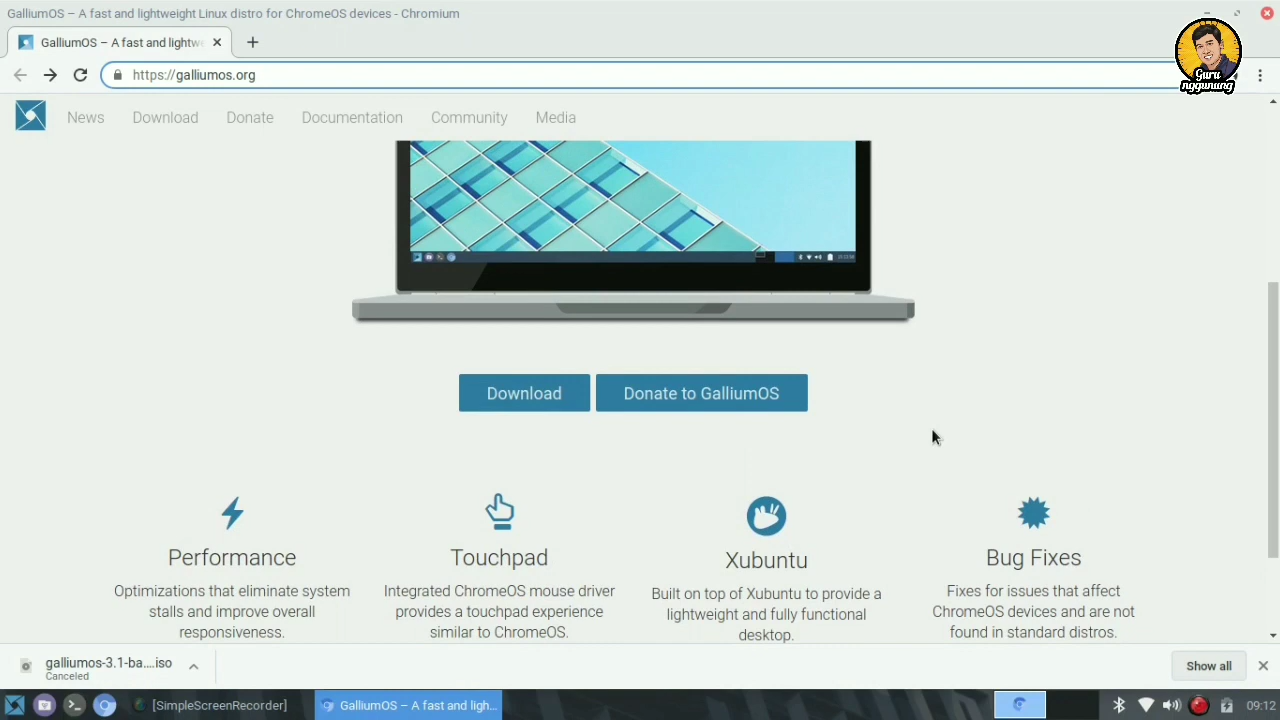 GalliumOS – A fast and lightweight Linux distro for ChromeOS devices - Chromium
GalliumOS – A fast and lightwe
https://galliumos.org
Guru
nggunung
News Download Donate Documentation Community Media
Download Donate to GalliumOS
Performance
Optimizations that eliminate system
stalls and improve overall
responsiveness.
Touchpad
Integrated ChromeOS mouse driver
provides a touchpad experience
similar to ChromeOS.
Xubuntu
Built on top of Xubuntu to provide a
lightweight and fully functional
desktop.
Bug Fixes
Fixes for issues that affect
ChromeOS devices and are not
found in standard distros.
galliumos-3.1-ba....iso
Canceled
Show all
[SimpleScreenRecorder] GalliumOS – A fast and ligh... 09:12